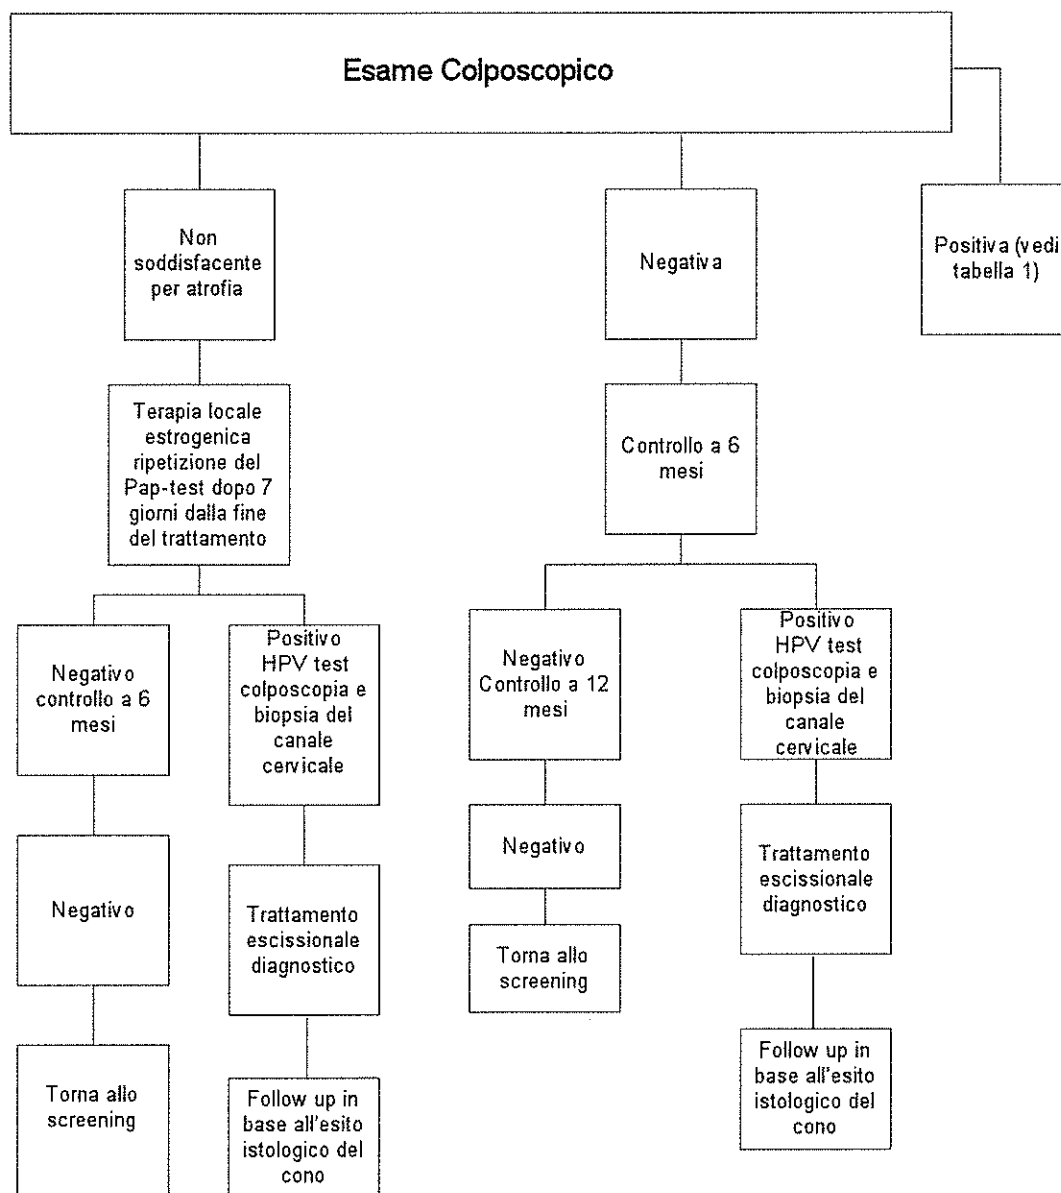 Esame Colposcopico
Non
soddisfacente
per atrofia
Negativa
Positiva (vedi
tabella 1)
Terapia locale
estrogenica
ripetizione del
Pap-test dopo 7
giorni dalla fine
del trattamento
Controllo a 6
mesi
Negativo
controllo a 6
mesi
Positivo
HPV test
colposcopia e
biopsia del
canale
cervicale
Negativo
Controllo a 12
mesi
Positivo
HPV test
colposcopia e
biopsia del
canale
cervicale
Negativo
Trattamento
escissionale
diagnostico
Negativo
Trattamento
escissionale
diagnostico
Torna allo
screening
Follow up in
base all'esito
istologico del
cono
Torna allo
screening
Follow up in
base all'esito
istologico del
cono